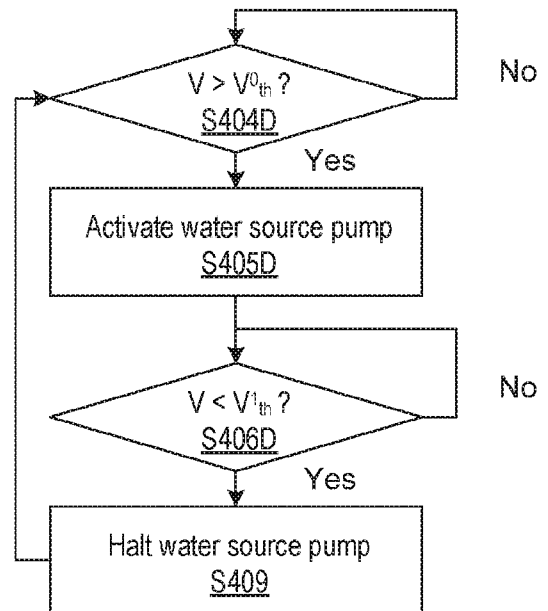 V > V⁰th ?
S404D
No
Yes
Activate water source pump
S405D
V < V¹th ?
S406D
No
Yes
Halt water source pump
S409